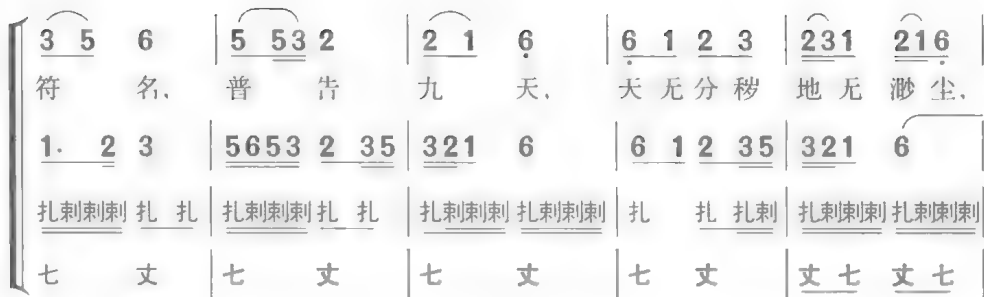 3 5 6 | 5 53 2 | 2 1 6̣ | 6̣ 1 2 3 | 231 216̣
符 名, 普 告 九 天, 天 无 分 秽 地 无 渺 尘,
1· 2 3 | 5653 2 35 | 321 6 | 6 1 2 35 | 321 6
扎刺刺刺 扎 扎 | 扎刺刺刺 扎 扎 | 扎刺刺刺 扎刺刺刺 | 扎 扎 扎刺 | 扎刺刺刺 扎刺刺刺
七 丈 | 七 丈 | 七 丈 | 七 丈 | 丈 七 丈 七